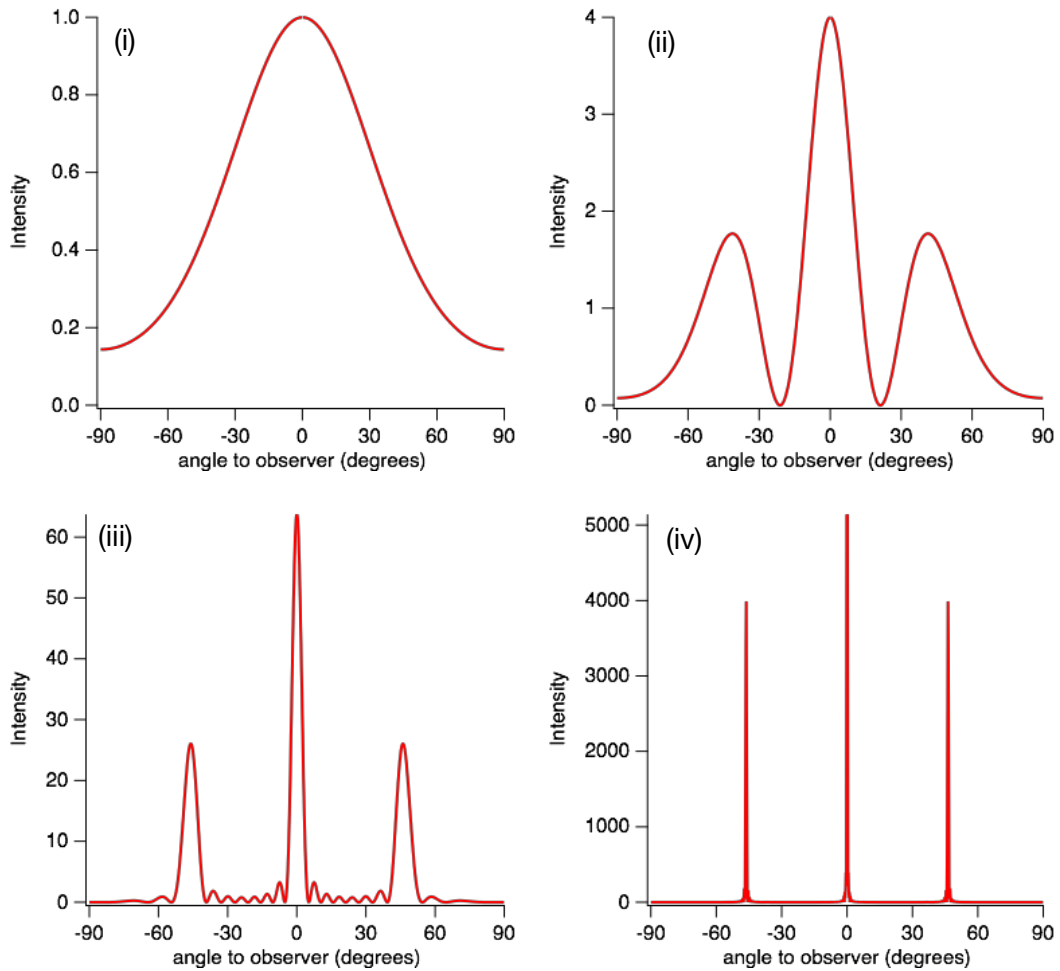 (i)
Intensity
1.0
0.8
0.6
0.4
0.2
0.0
-90 -60 -30 0 30 60 90
angle to observer (degrees)
(ii)
Intensity
4
3
2
1
0
-90 -60 -30 0 30 60 90
angle to observer (degrees)
(iii)
Intensity
60
50
40
30
20
10
0
-90 -60 -30 0 30 60 90
angle to observer (degrees)
(iv)
Intensity
5000
4000
3000
2000
1000
0
-90 -60 -30 0 30 60 90
angle to observer (degrees)